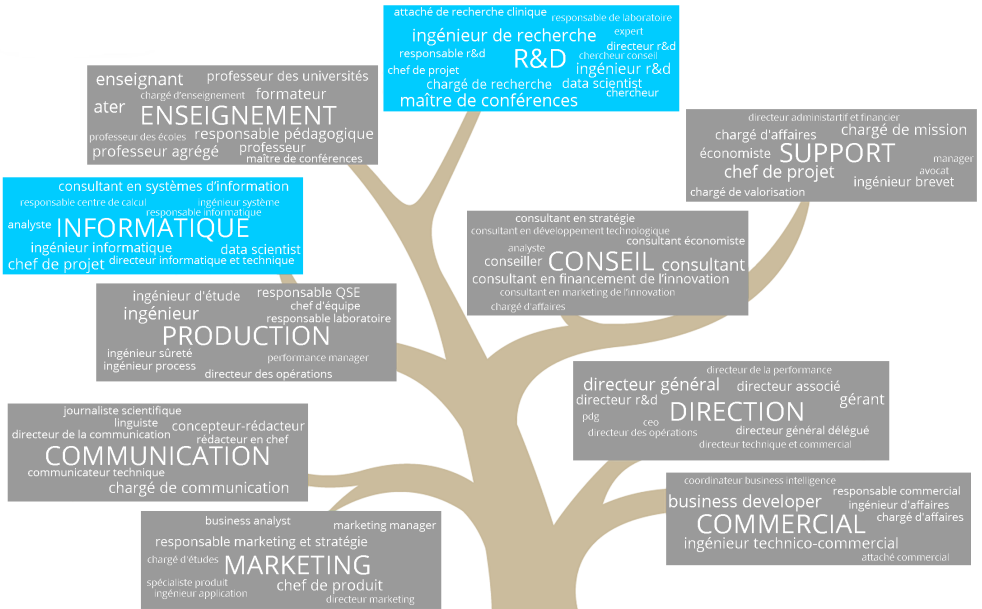 attaché de recherche clinique
responsable de laboratoire
ingénieur de recherche
expert
directeur r&d
responsable r&d
R&D
chercheur conseil
chef de projet
ingénieur r&d
chargé de recherche
data scientist
maître de conférences
chercheur
enseignant
professeur des universités
chargé d'enseignement
formateur
ater
ENSEIGNEMENT
professeur des écoles
responsable pédagogique
professeur agrégé
professeur
maître de conférences
directeur administartif et financier
chargé d'affaires
chargé de mission
économiste
SUPPORT
manager
chef de projet
avocat
ingénieur brevet
chargé de valorisation
consultant en systèmes d'information
responsable centre de calcul
ingénieur système
responsable informatique
analyste
INFORMATIQUE
ingénieur informatique
data scientist
chef de projet
directeur informatique et technique
consultant en stratégie
consultant en développement technologique
consultant économiste
analyste
conseiller
CONSEIL
consultant
consultant en financement de l'innovation
consultant en marketing de l'innovation
chargé d'affaires
ingénieur d'étude
responsable QSE
chef d'équipe
ingénieur
responsable laboratoire
PRODUCTION
ingénieur sûreté
performance manager
ingénieur process
directeur des opérations
directeur de la performance
directeur général
directeur associé
directeur r&d
gérant
DIRECTION
pdg
ceo
directeur des opérations
directeur général délégué
directeur technique et commercial
journaliste scientifique
linguiste
concepteur-rédacteur
directeur de la communication
rédacteur en chef
COMMUNICATION
communicateur technique
chargé de communication
coordinateur business intelligence
responsable commercial
business developer
ingénieur d'affaires
chargé d'affaires
COMMERCIAL
ingénieur technico-commercial
attaché commercial
business analyst
marketing manager
responsable marketing et stratégie
chargé d'études
MARKETING
spécialiste produit
chef de produit
ingénieur application
directeur marketing